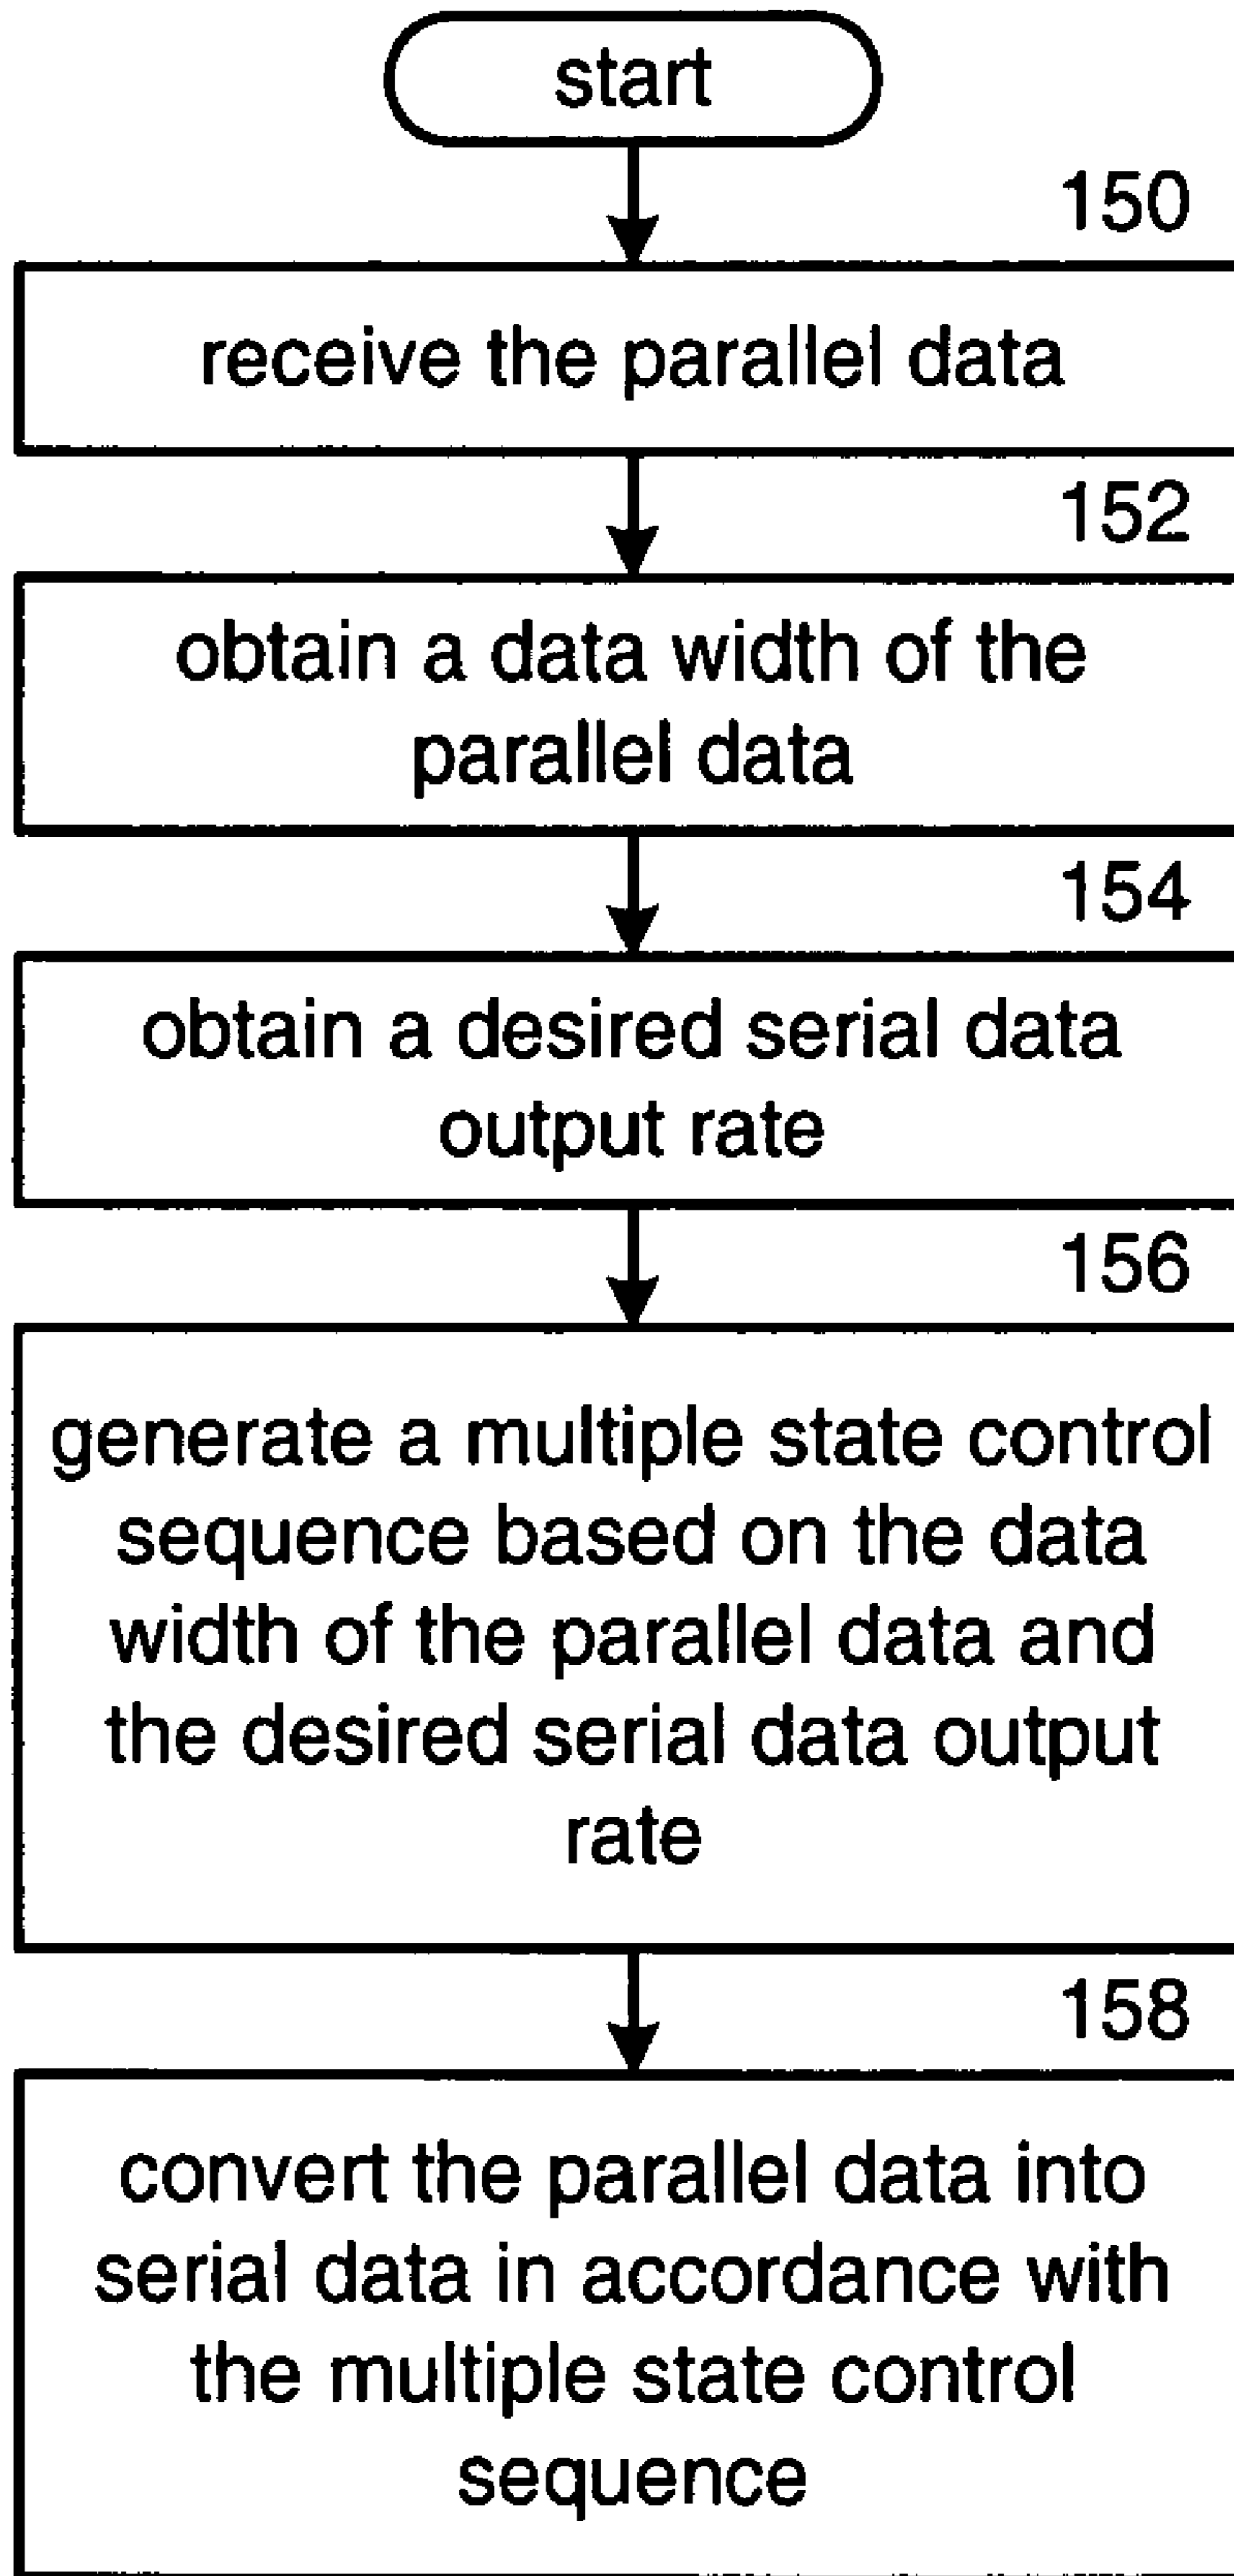 start
150
receive the parallel data
152
obtain a data width of the
parallel data
154
obtain a desired serial data
output rate
156
generate a multiple state control
sequence based on the data
width of the parallel data and
the desired serial data output
rate
158
convert the parallel data into
serial data in accordance with
the multiple state control
sequence